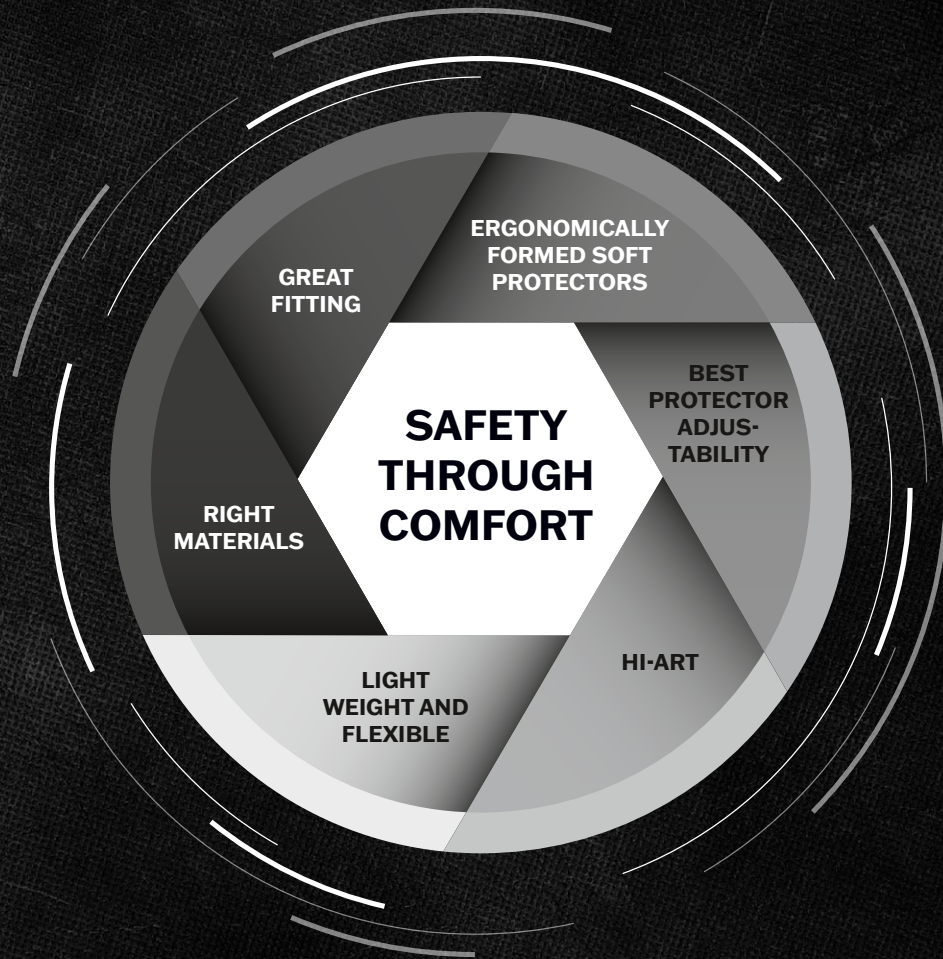 ERGONOMICALLY
FORMED SOFT
PROTECTORS
GREAT
FITTING
BEST
PROTECTOR
ADJUS-
TABILITY
SAFETY
THROUGH
COMFORT
RIGHT
MATERIALS
HI-ART
LIGHT
WEIGHT AND
FLEXIBLE